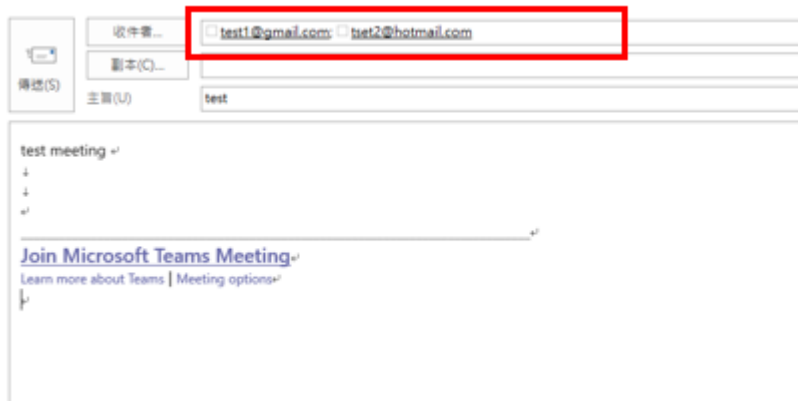 收件者...
test1@gmail.com; tset2@hotmail.com
副本(C)...
傳送(S)
主旨(U)
test
test meeting
Join Microsoft Teams Meeting
Learn more about Teams | Meeting options